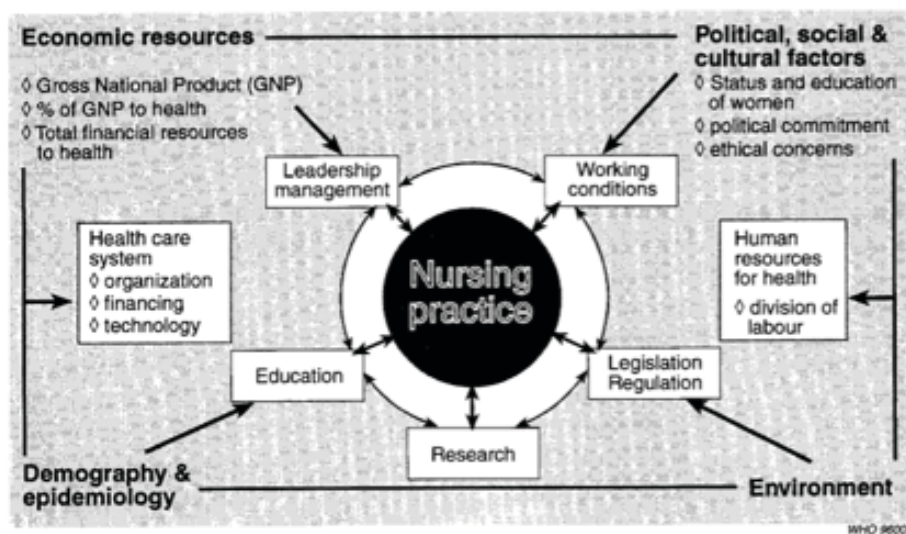 Economic resources
◊ Gross National Product (GNP)
◊ % of GNP to health
◊ Total financial resources
to health
Political, social &
cultural factors
◊ Status and education
of women
◊ political commitment
◊ ethical concerns
Leadership
management
Working
conditions
Health care
system
◊ organization
◊ financing
◊ technology
Nursing
practice
Human
resources
for health
◊ division of
labour
Education
Legislation
Regulation
Research
Demography &
epidemiology
Environment
WHO 9600